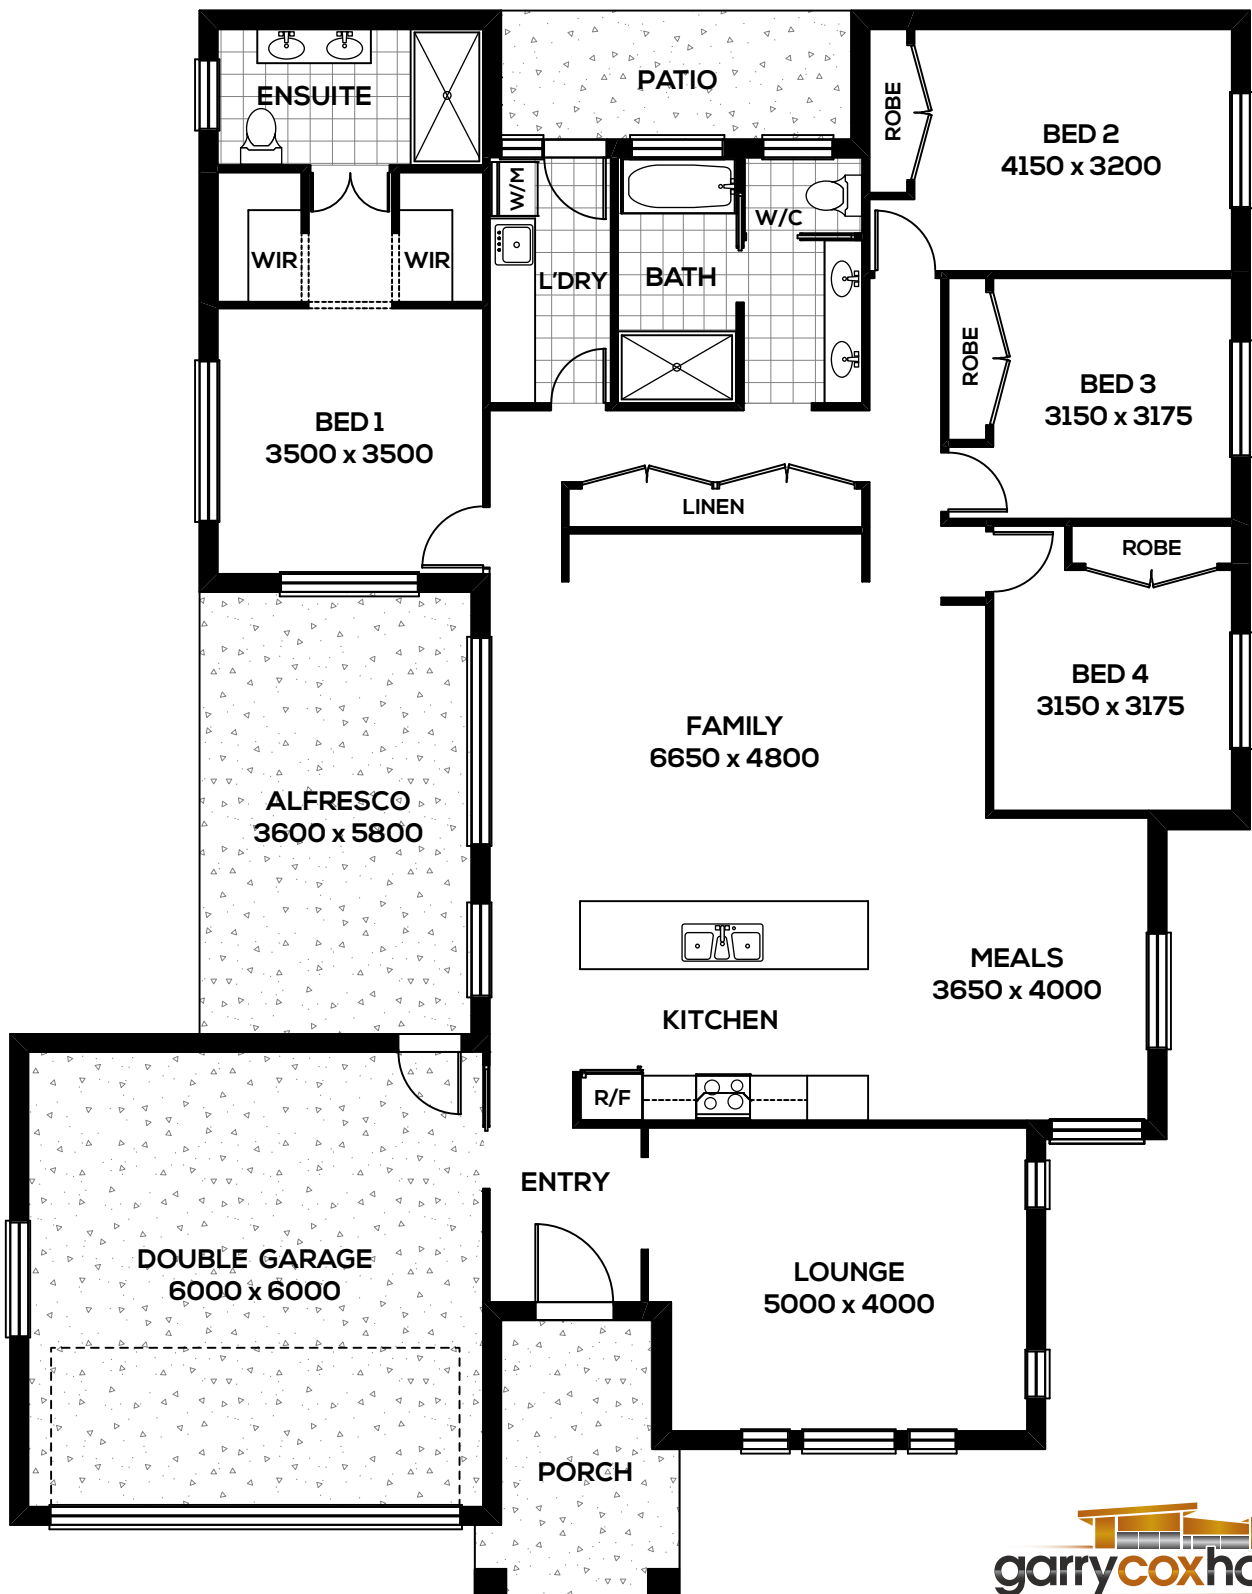 PATIO
ENSUITE
ROBE
BED 2
4150 x 3200
W/M
W/C
WIR
WIR
L'DRY
BATH
ROBE
BED 3
3150 x 3175
BED 1
3500 x 3500
LINEN
ROBE
BED 4
3150 x 3175
FAMILY
6650 x 4800
ALFRESCO
3600 x 5800
MEALS
3650 x 4000
KITCHEN
R/F
ENTRY
DOUBLE GARAGE
6000 x 6000
LOUNGE
5000 x 4000
PORCH
garrycoxho